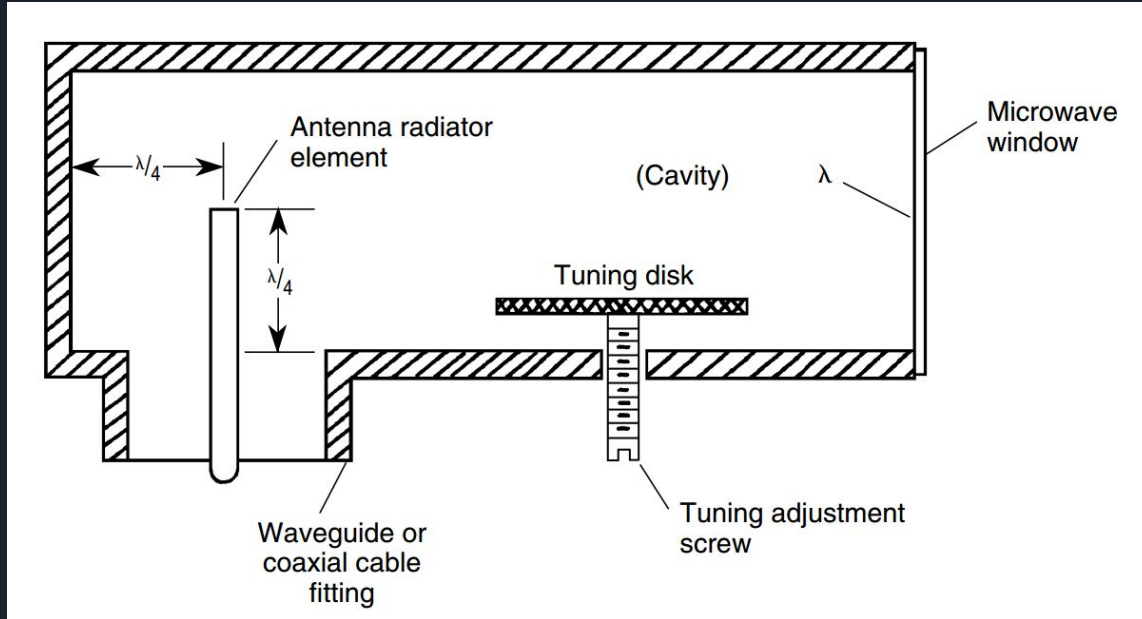 Antenna radiator
element
Microwave
window
λ/4
(Cavity)
λ
λ/4
Tuning disk
Tuning adjustment
screw
Waveguide or
coaxial cable
fitting